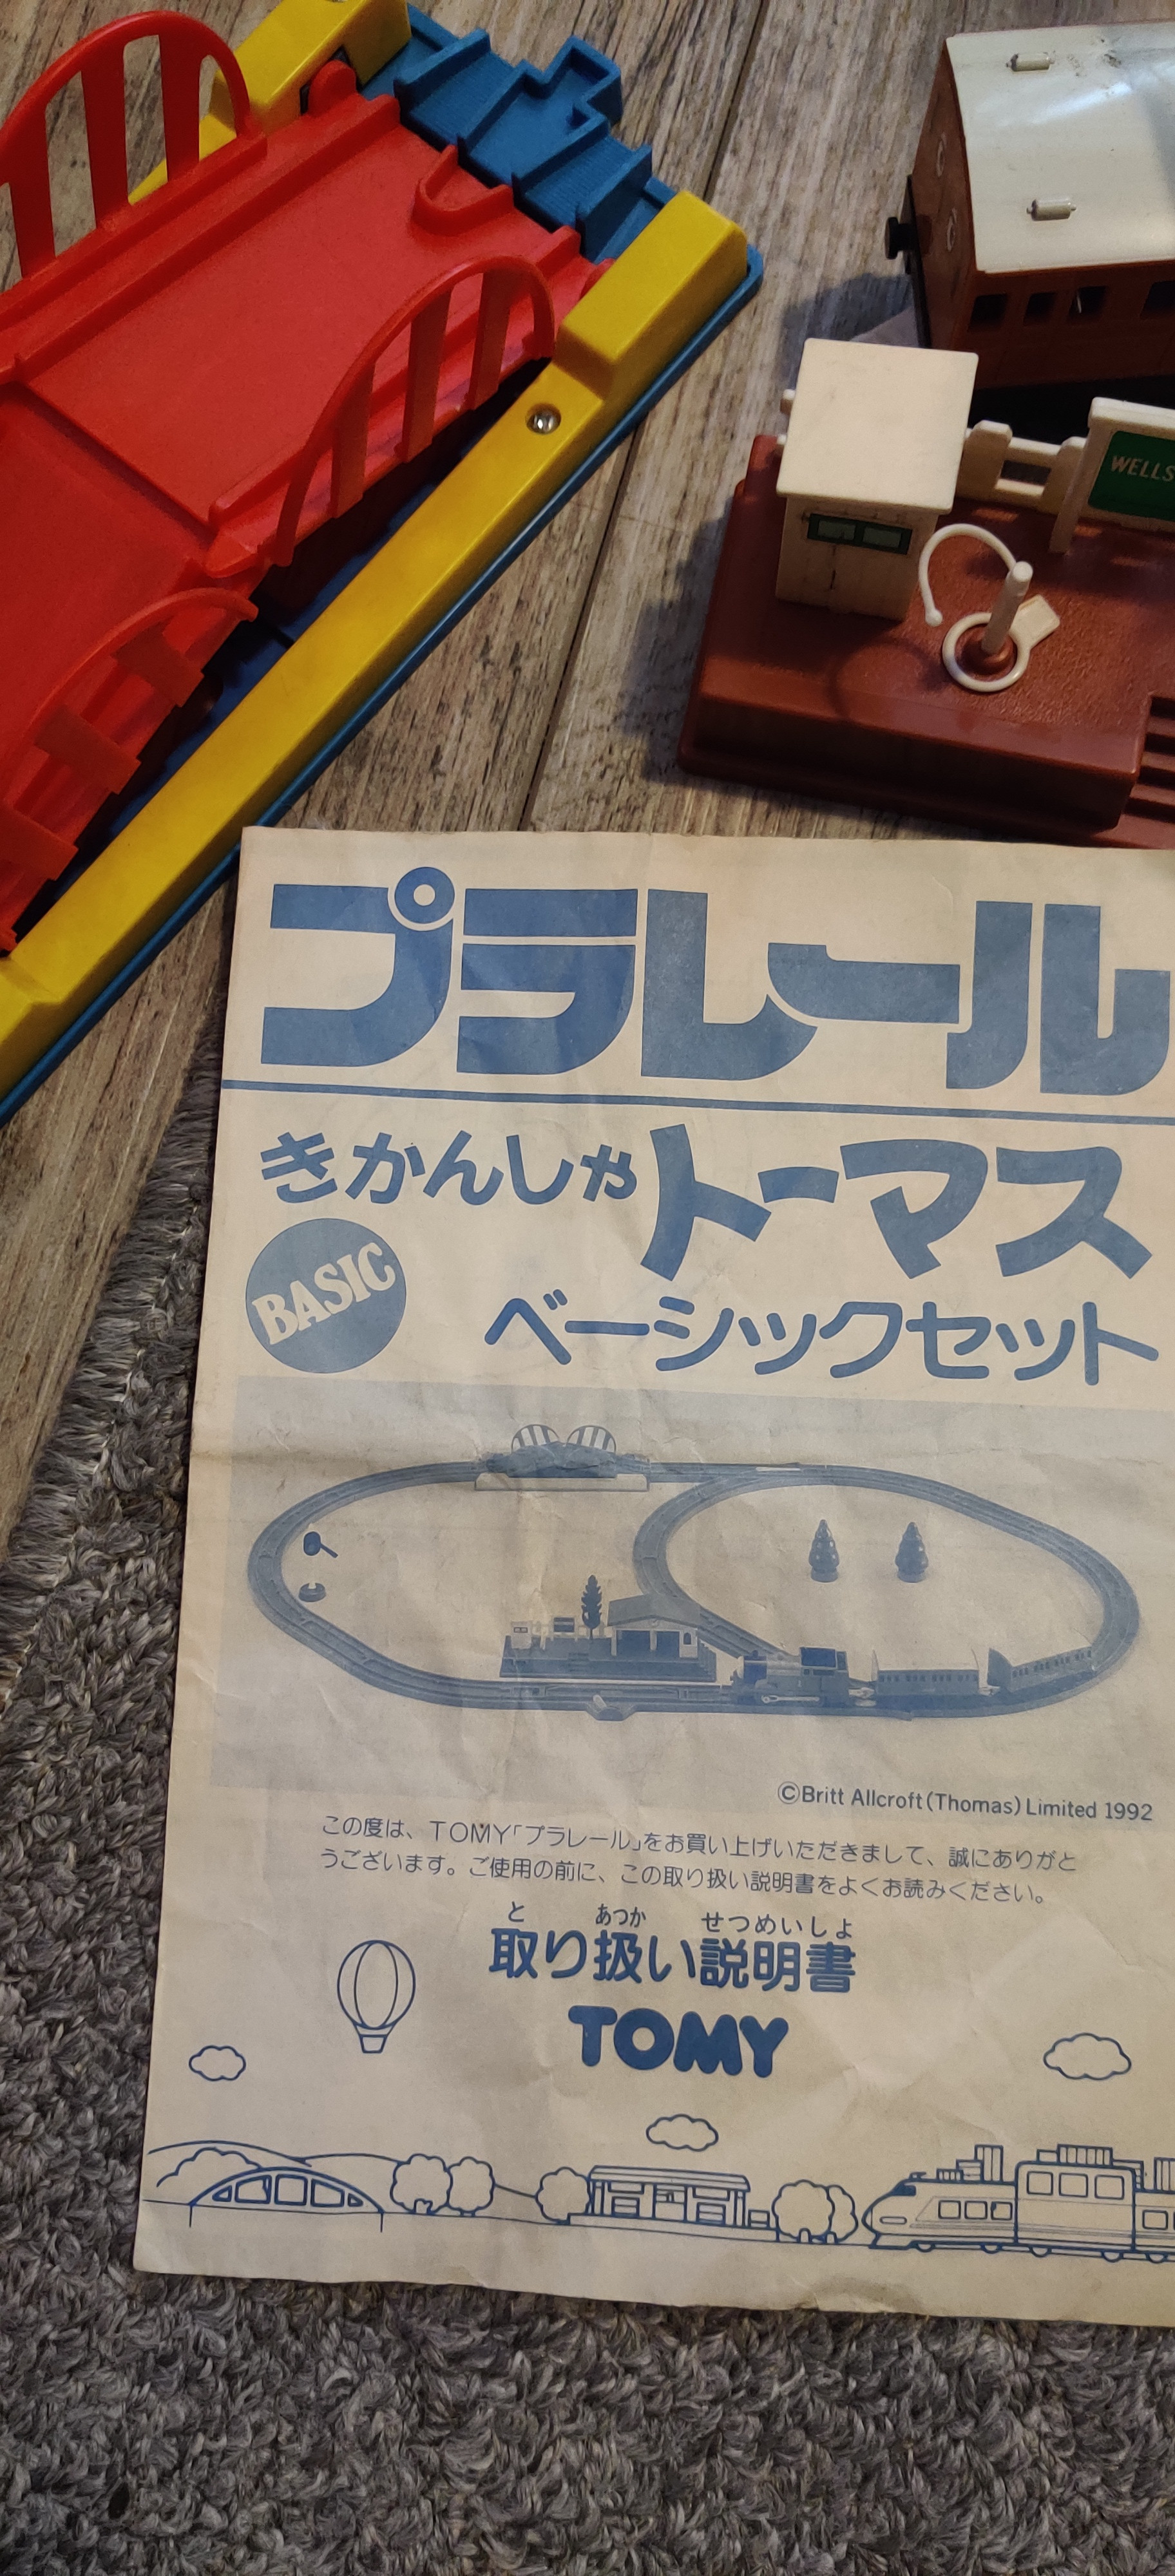 WELLS
プラレール
きかんしゃトーマス
BASIC
ベーシックセット
©Britt Allcroft(Thomas)Limited 1992
この度は、TOMY「プラレール」をお買い上げいただきまして、誠にありがと
うございます。ご使用の前に、この取り扱い説明書をよくお読みください。
と あつか せつめいしょ
取り扱い説明書
TOMY